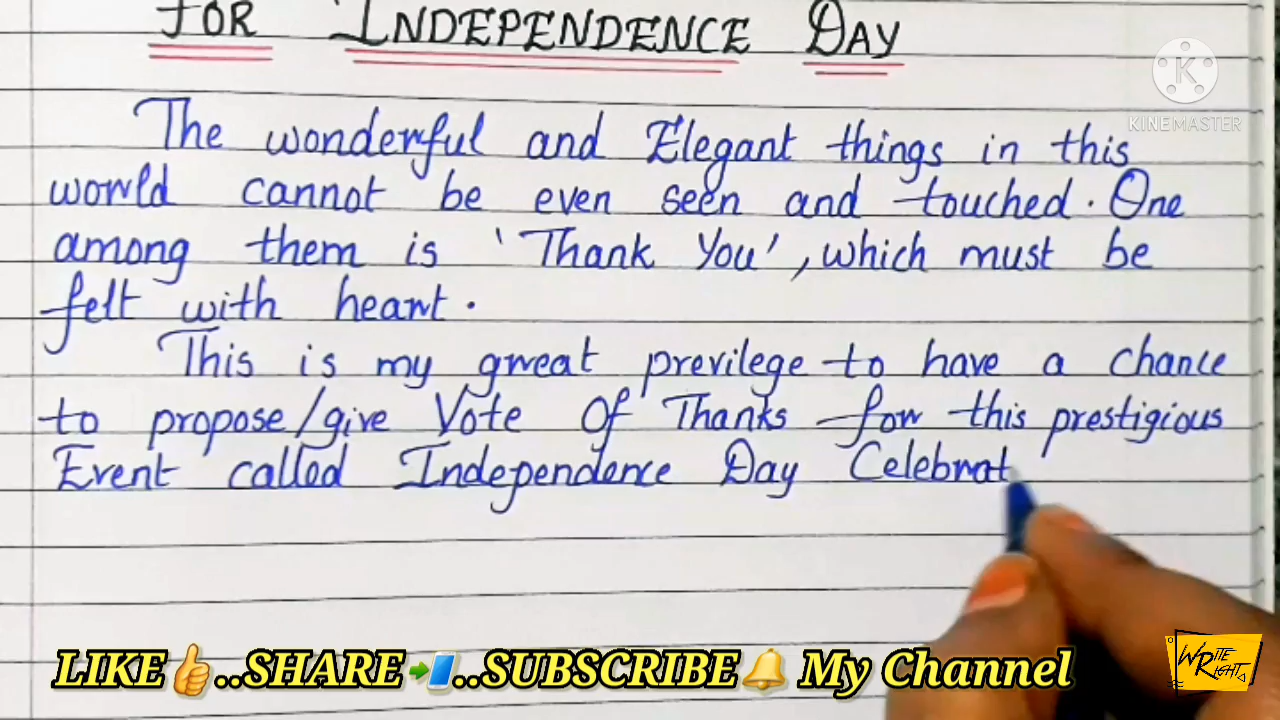 FOR INDEPENDENCE DAY
KINEMASTER
The wonderful and Elegant things in this
world cannot be even seen and touched. One
among them is 'Thank You', which must be
felt with heart.
This is my great previlege to have a chance
to propose/give Vote Of Thanks for this prestigious
Event called Independence Day Celebrat
LIKE👍..SHARE📲..SUBSCRIBE🔔 My Channel
WRITE RIGHT